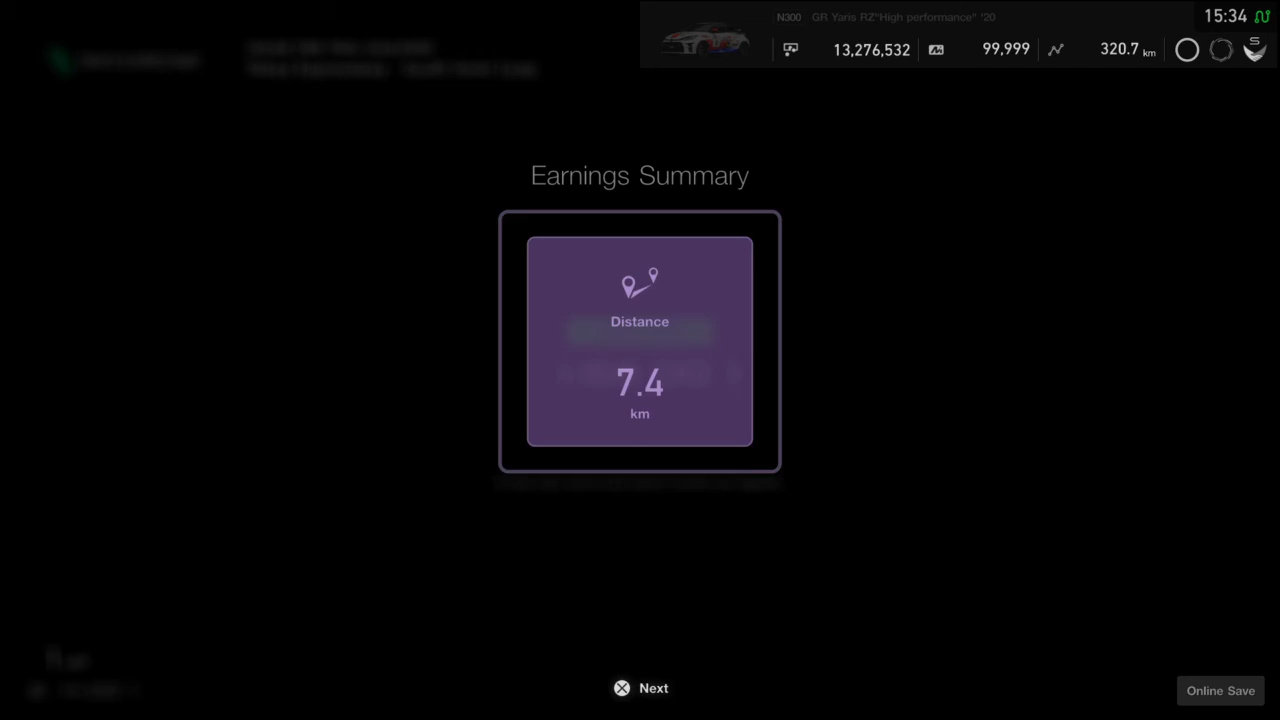 N300 GR Yaris RZ"High performance" '20
15:34
13,276,532 99,999 320.7 km
S
Earnings Summary
Distance
7.4
km
Next
Online Save